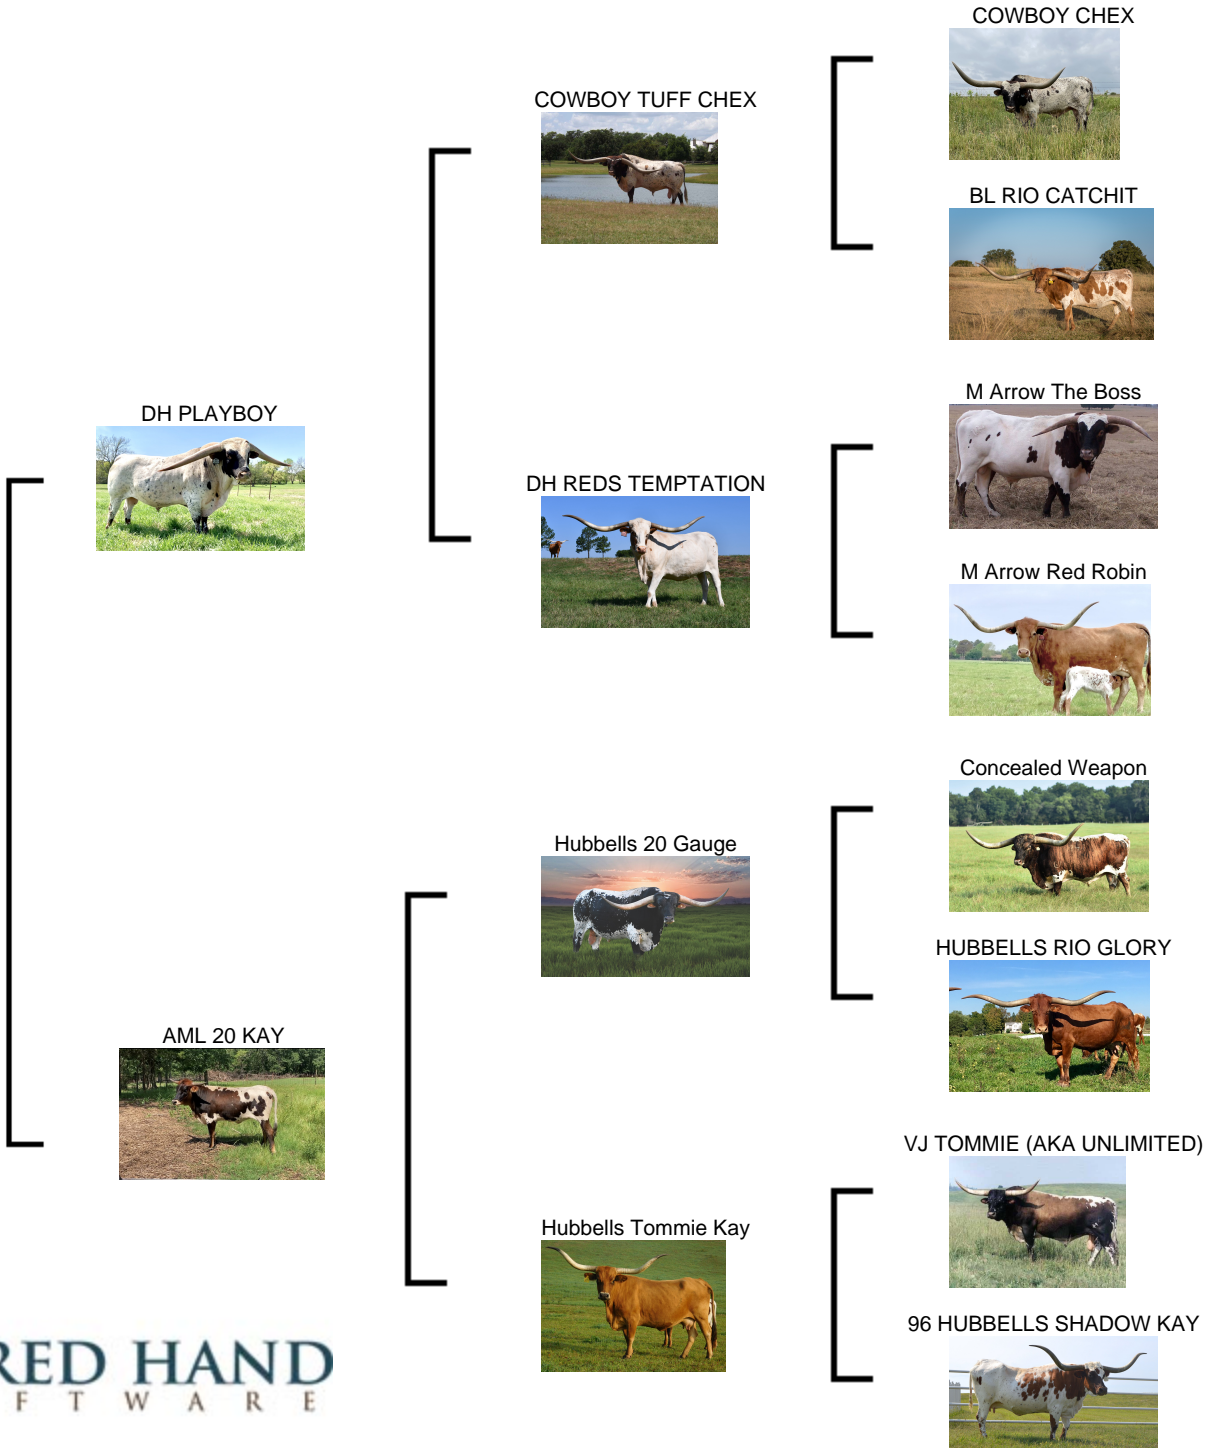 COWBOY CHEX
COWBOY TUFF CHEX
BL RIO CATCHIT
DH PLAYBOY
M Arrow The Boss
DH REDS TEMPTATION
M Arrow Red Robin
Concealed Weapon
Hubbells 20 Gauge
HUBBELLS RIO GLORY
AML 20 KAY
VJ TOMMIE (AKA UNLIMITED)
Hubbells Tommie Kay
96 HUBBELLS SHADOW KAY
RED HAND
F T W A R E